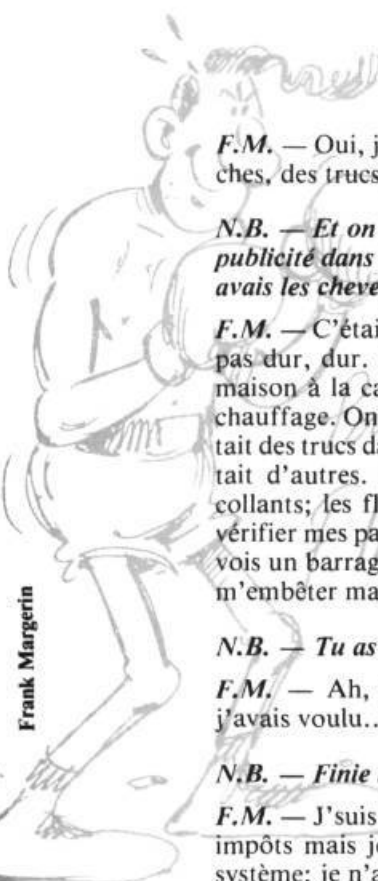 F.M. — Oui, j
ches, des trucs
N.B. — Et on
publicité dans
avais les cheve
F.M. — C'étai
pas dur, dur.
maison à la ca
chauffage. On
tait des trucs da
tait d'autres.
collants; les fl
vérifier mes pa
vois un barrag
m'embêter ma
N.B. — Tu as
F.M. — Ah,
j'avais voulu..
N.B. — Finie
F.M. — J'suis
impôts mais je
système: je n'a
Frank Margerin